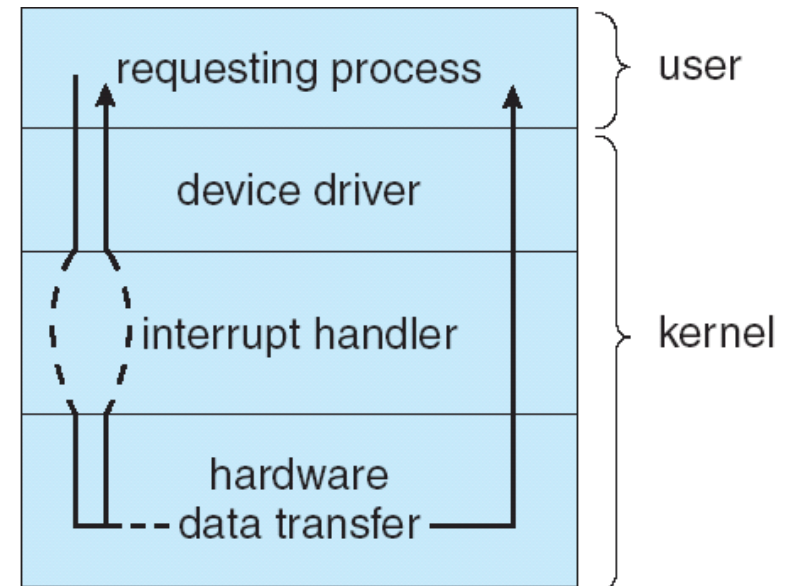 requesting process
user
device driver
interrupt handler
kernel
hardware
data transfer